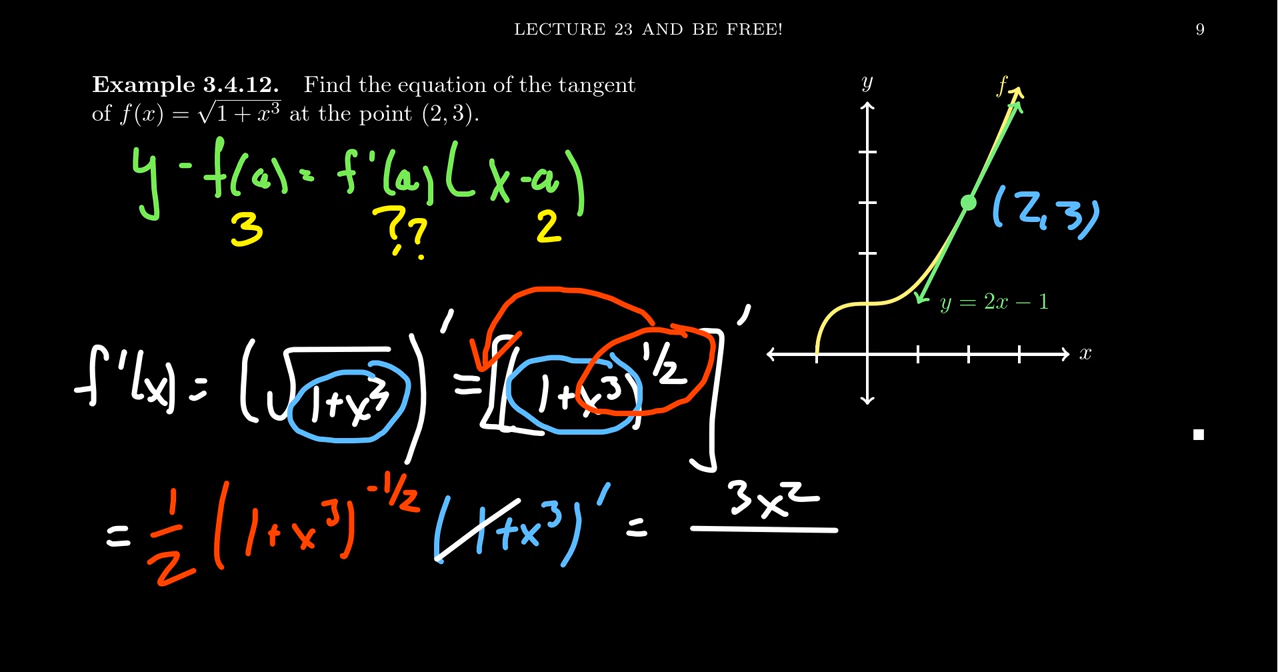 LECTURE 23 AND BE FREE! 9
Example 3.4.12. Find the equation of the tangent
of f(x) = √(1 + x³) at the point (2, 3).
y - f(a) = f'(a)(x-a)
3 ?? 2
y
f
(2,3)
y = 2x − 1
x
f'(x) = (√(1+x³))' = [(1+x³)^(1/2)]'
= 1/2 (1+x³)^(-1/2) (1+x³)' = 3x²